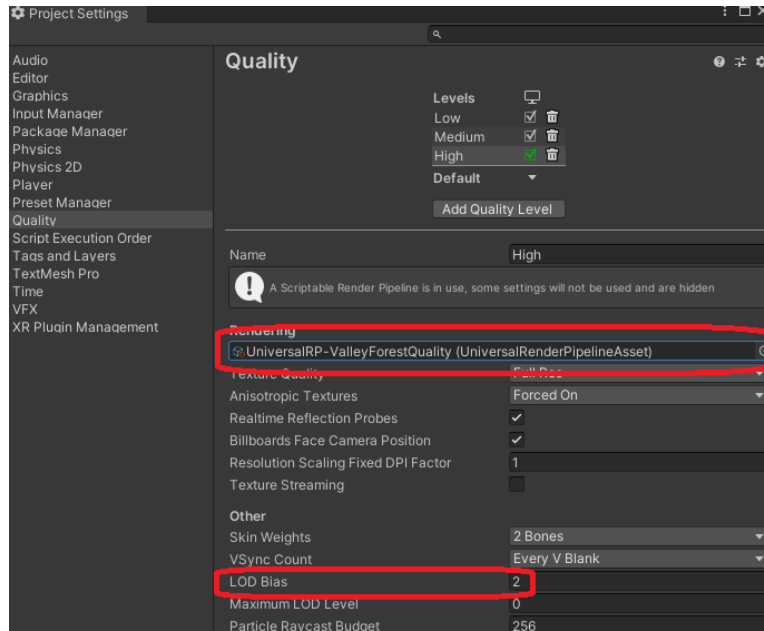 Project Settings
Audio
Editor
Graphics
Input Manager
Package Manager
Physics
Physics 2D
Player
Preset Manager
Quality
Script Execution Order
Tags and Layers
TextMesh Pro
Time
VFX
XR Plugin Management
Quality
Levels
Low
Medium
High
Default
Add Quality Level
Name High
A Scriptable Render Pipeline is in use, some settings will not be used and are hidden
Rendering
UniversalRP-ValleyForestQuality (UniversalRenderPipelineAsset)
Texture Quality Full Res
Anisotropic Textures Forced On
Realtime Reflection Probes
Billboards Face Camera Position
Resolution Scaling Fixed DPI Factor 1
Texture Streaming
Other
Skin Weights 2 Bones
VSync Count Every V Blank
LOD Bias 2
Maximum LOD Level 0
Particle Raycast Budget 256